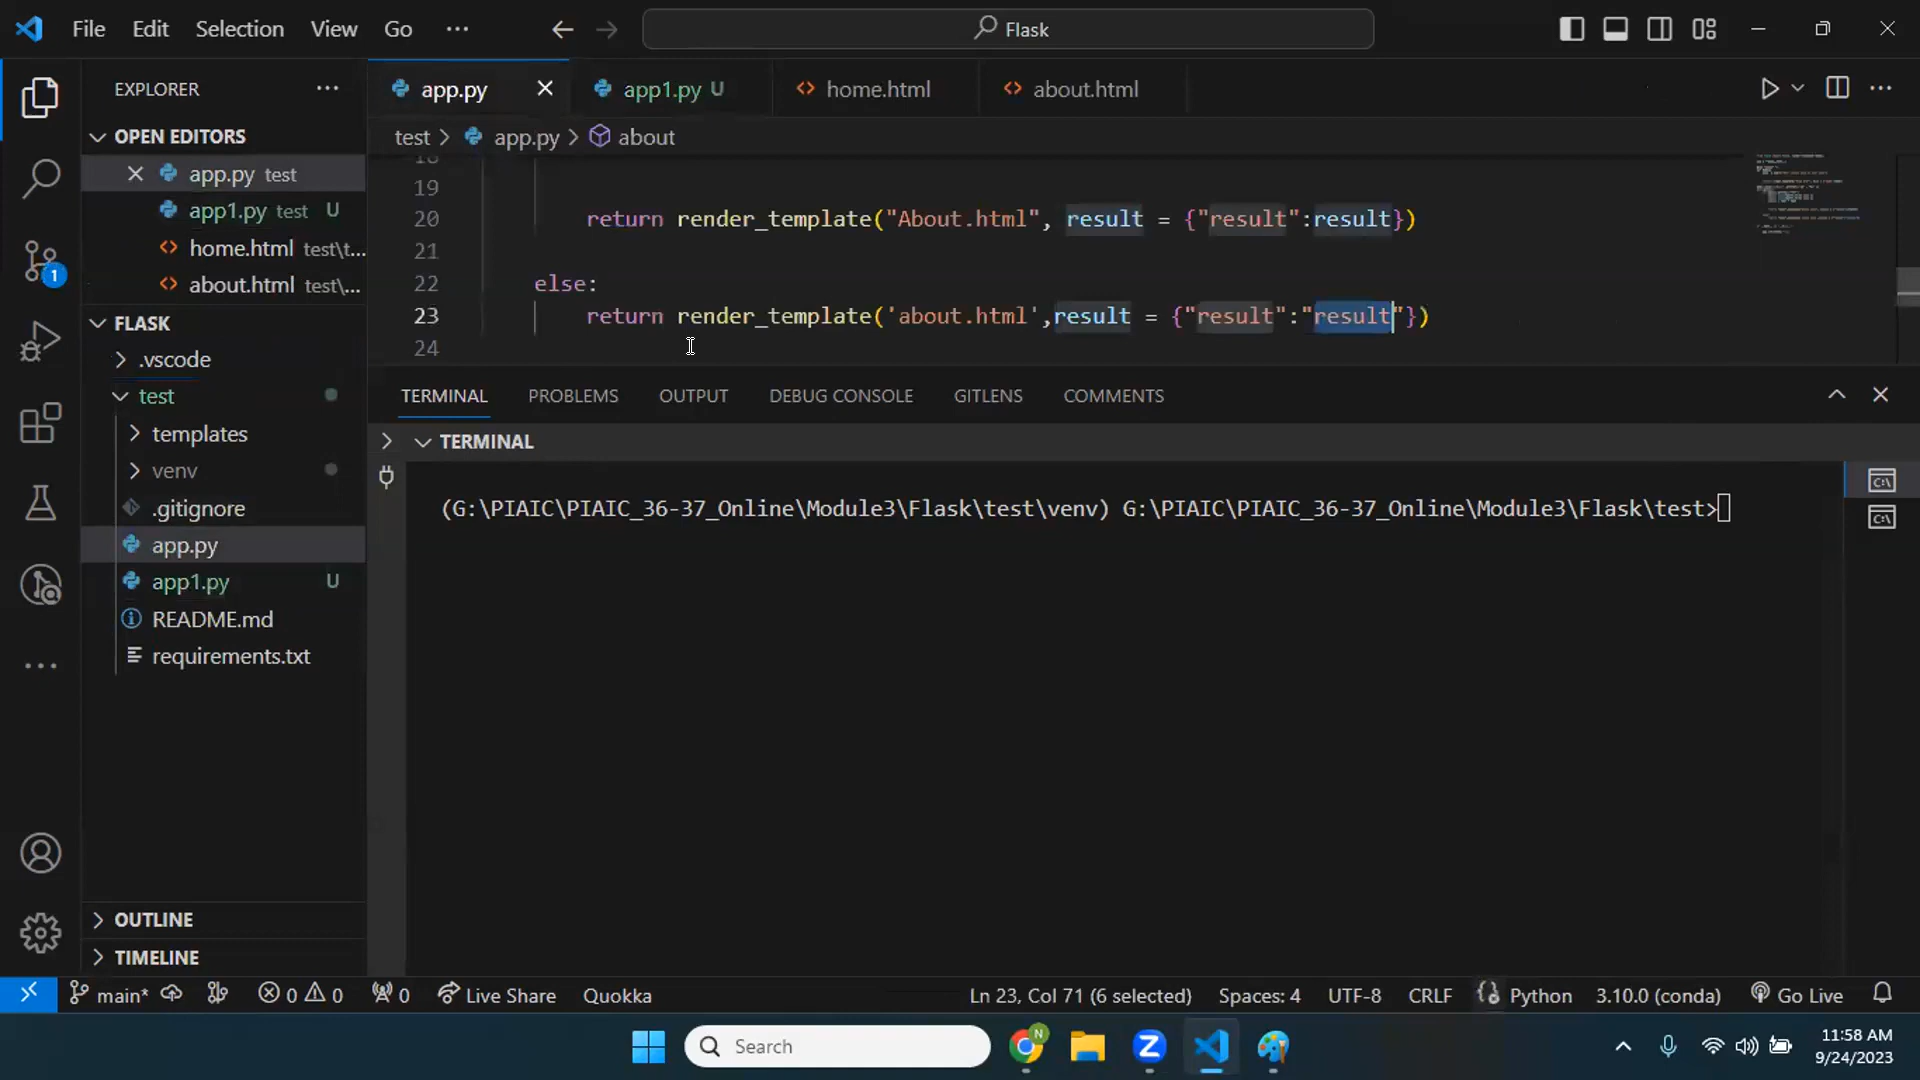 File Edit Selection View Go ··· Flask
EXPLORER ···
OPEN EDITORS
app.py test
app1.py test U
home.html test\t...
about.html test\...
FLASK
.vscode
test
templates
venv
.gitignore
app.py
app1.py U
README.md
requirements.txt
OUTLINE
TIMELINE
app.py app1.py U home.html about.html
test > app.py > about
18
19
20 return render_template("About.html", result = {"result":result})
21
22 else:
23 return render_template('about.html',result = {"result":"result"})
24
TERMINAL PROBLEMS OUTPUT DEBUG CONSOLE GITLENS COMMENTS
TERMINAL
(G:\PIAIC\PIAIC_36-37_Online\Module3\Flask\test\venv) G:\PIAIC\PIAIC_36-37_Online\Module3\Flask\test>
1
main* 0 0 0 Live Share Quokka Ln 23, Col 71 (6 selected) Spaces: 4 UTF-8 CRLF Python 3.10.0 (conda) Go Live
Search
N
Z
11:58 AM
9/24/2023